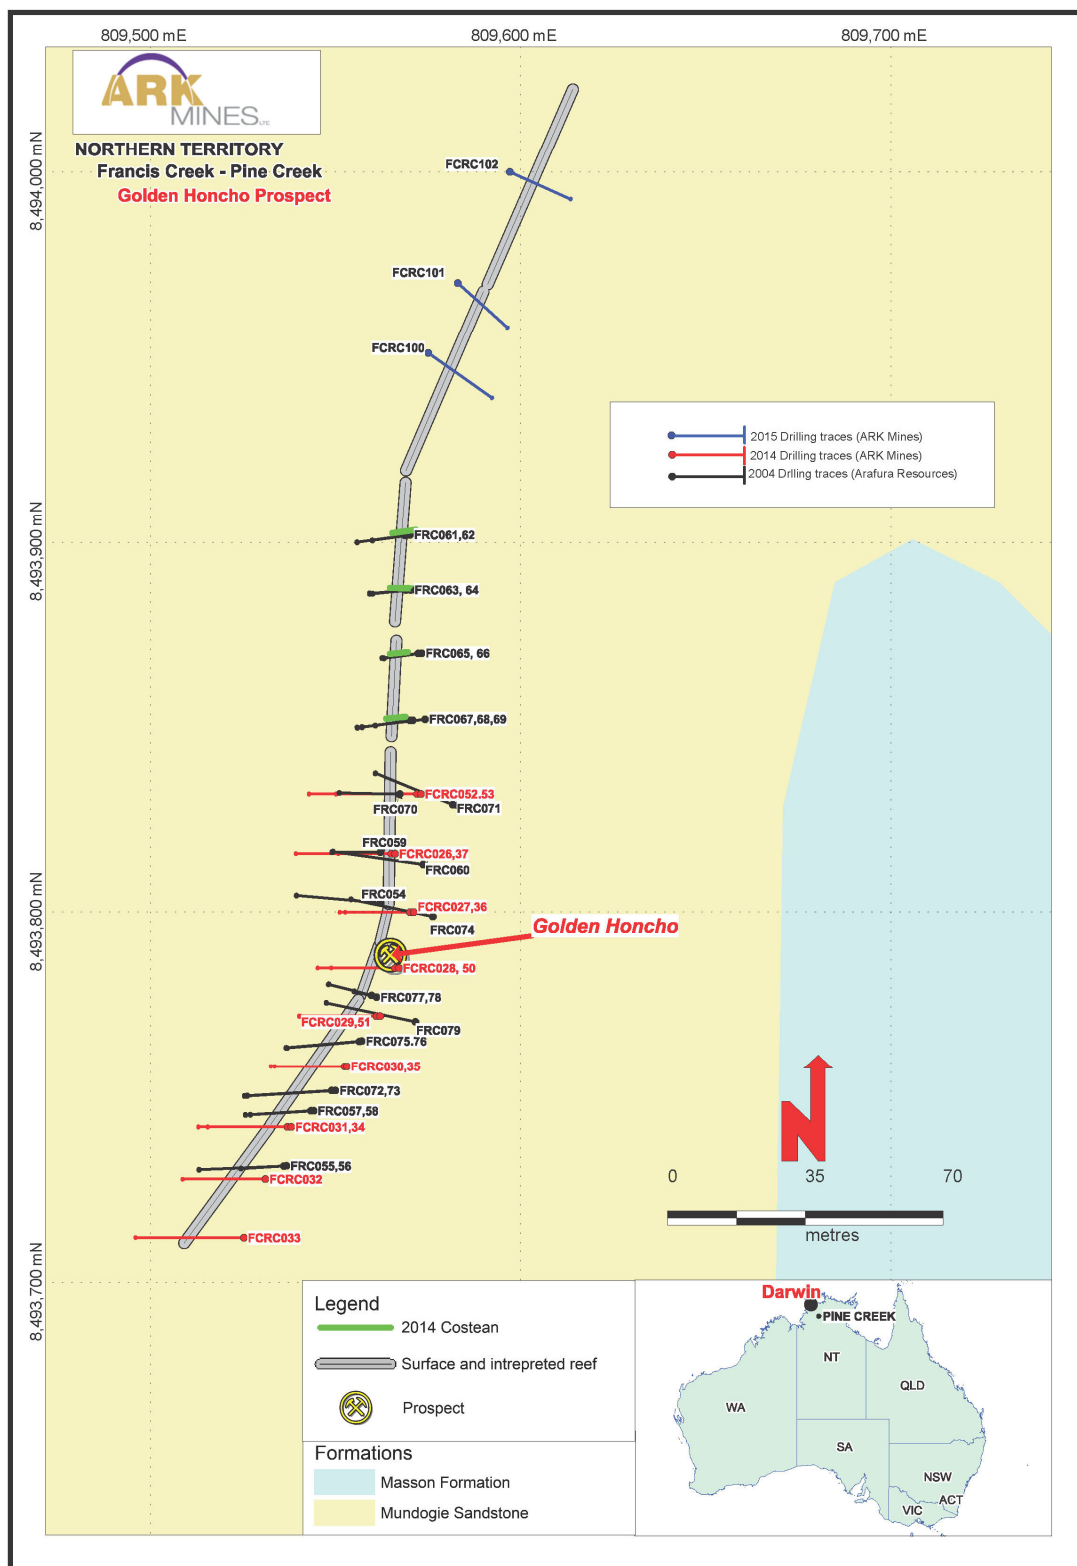 809,500 mE
809,600 mE
809,700 mE
ARK
MINES LTD
NORTHERN TERRITORY
Francis Creek - Pine Creek
Golden Honcho Prospect
8,494,000 mN
FCRC102
FCRC101
FCRC100
2015 Drilling traces (ARK Mines)
2014 Drilling traces (ARK Mines)
2004 Drlling traces (Arafura Resources)
8,493,900 mN
FRC061,62
FRC063, 64
FRC065, 66
FRC067,68,69
FCRC052.53
FRC070
FRC071
FRC059
FCRC026,37
FRC060
FRC054
FCRC027,36
FRC074
8,493,800 mN
Golden Honcho
FCRC028, 50
FRC077,78
FCRC029,51
FRC079
FRC075.76
FCRC030,35
FRC072,73
FRC057,58
FCRC031,34
FRC055,56
FCRC032
FCRC033
N
0 35 70
metres
8,493,700 mN
Legend
2014 Costean
Surface and intrepreted reef
Prospect
Formations
Masson Formation
Mundogie Sandstone
Darwin
PINE CREEK
NT
QLD
WA
SA
NSW
ACT
VIC